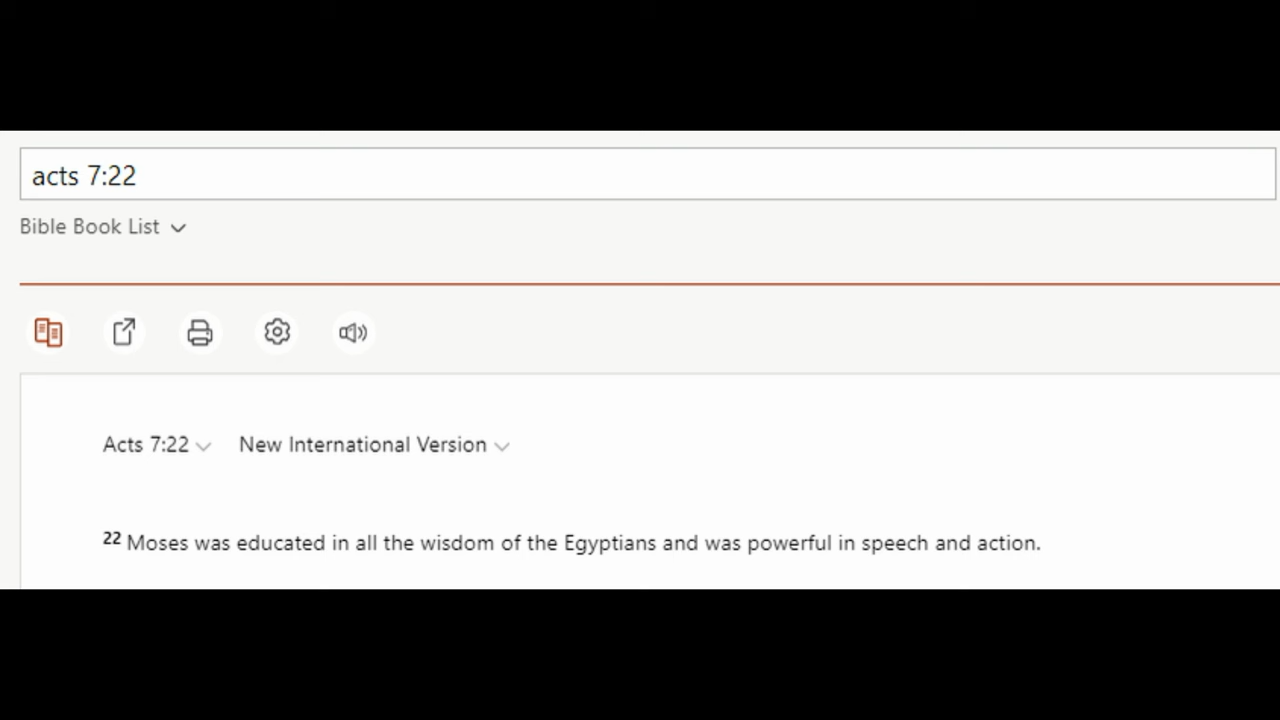 acts 7:22
Bible Book List
Acts 7:22 New International Version
22 Moses was educated in all the wisdom of the Egyptians and was powerful in speech and action.